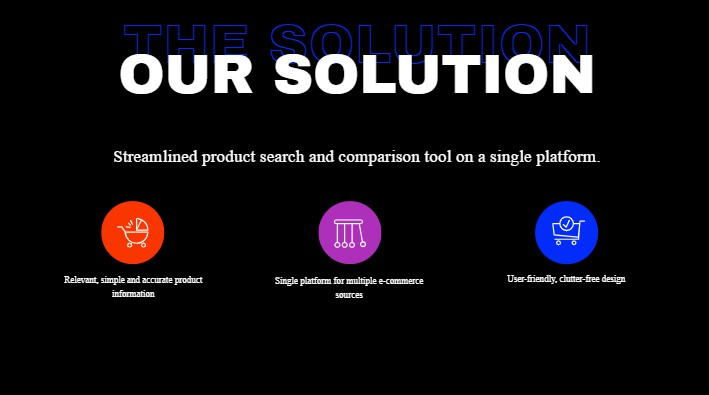 THE SOLUTION
OUR SOLUTION
Streamlined product search and comparison tool on a single platform.
Relevant, simple and accurate product
information
Single platform for multiple e-commerce
sources
User-friendly, clutter-free design